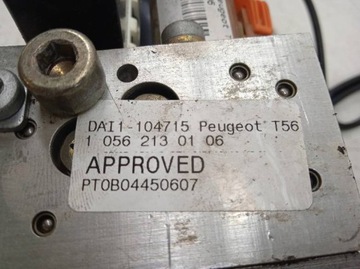 DAI1-104715 Peugeot T56
1 056 213 01 06
APPROVED
PT0B04450607